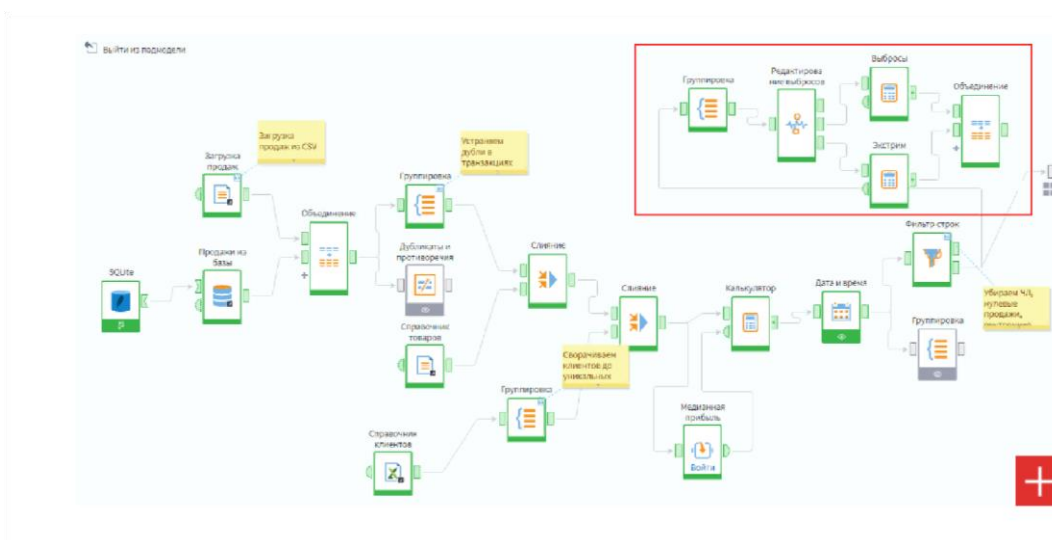 Выйти из подмодели
Выбросы
Группировка
Редактирова
ние выбросов
Объединение
Экстрим
Загрузка
продаж из CSV
Устраняем
дубли в
транзакциях
Загрузка
продаж
Группировка
Объединение
Фильтр строк
Дубликаты и
противоречия
Слияние
Продажи из
базы
SQLite
Слияние
Калькулятор
Дата и время
Убираем ЧЛ,
нулевые
продажи,
Справочник
товаров
Группировка
Сворачиваем
клиентов до
уникальных
Группировка
Медианная
прибыль
Войти
Справочник
клиентов